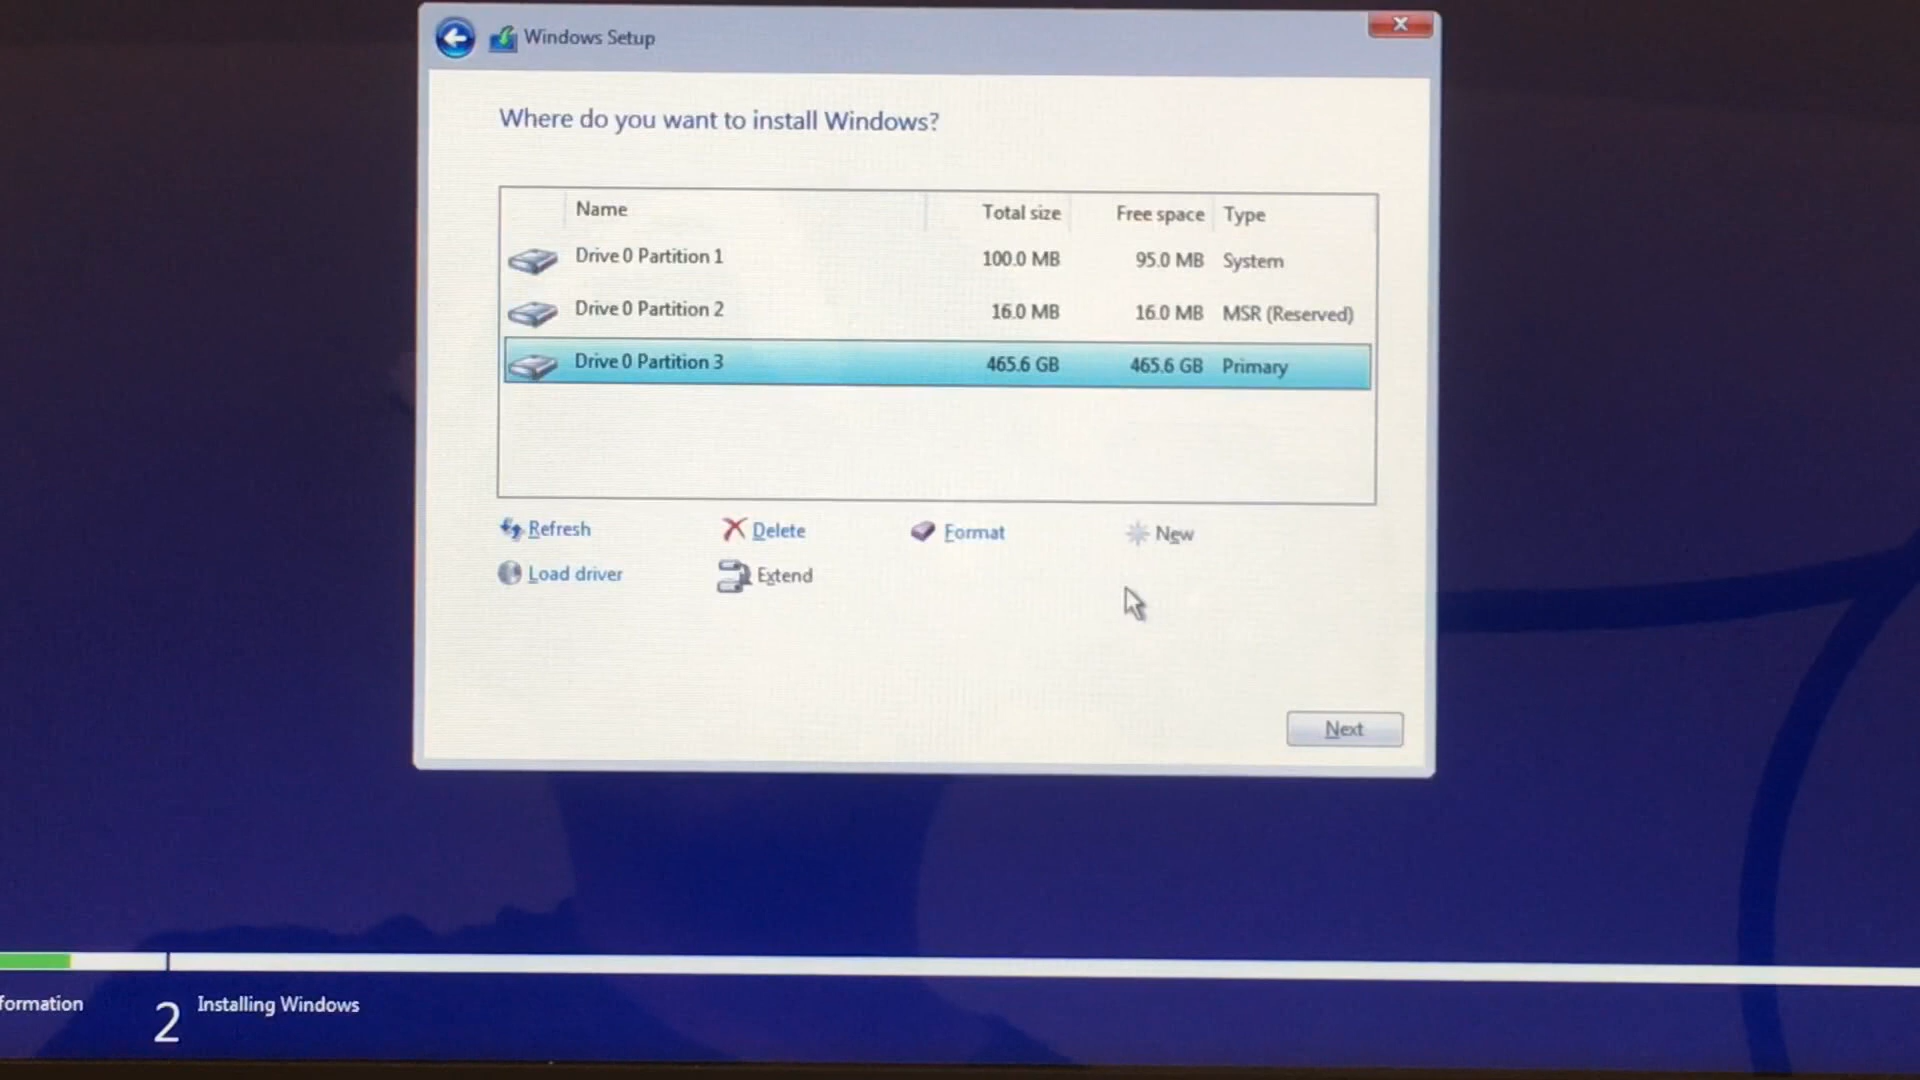 Windows Setup
Where do you want to install Windows?
Name Total size Free space Type
Drive 0 Partition 1 100.0 MB 95.0 MB System
Drive 0 Partition 2 16.0 MB 16.0 MB MSR (Reserved)
Drive 0 Partition 3 465.6 GB 465.6 GB Primary
Refresh Delete Format New
Load driver Extend
Next
formation 2 Installing Windows